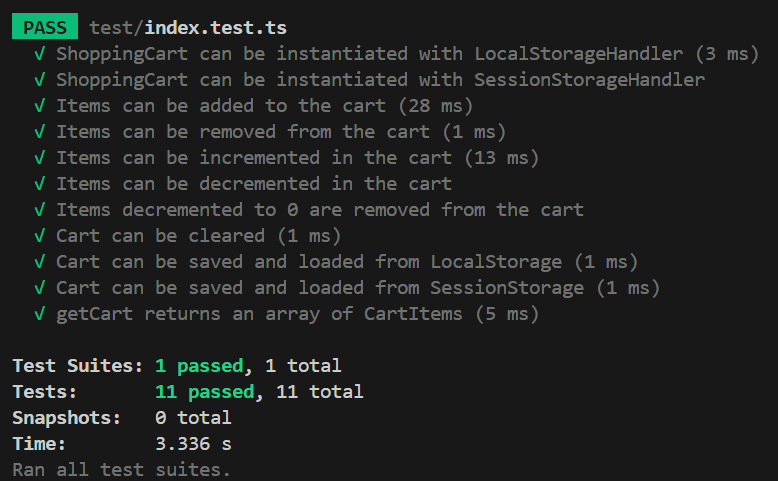 PASS test/index.test.ts
√ ShoppingCart can be instantiated with LocalStorageHandler (3 ms)
√ ShoppingCart can be instantiated with SessionStorageHandler
√ Items can be added to the cart (28 ms)
√ Items can be removed from the cart (1 ms)
√ Items can be incremented in the cart (13 ms)
√ Items can be decremented in the cart
√ Items decremented to 0 are removed from the cart
√ Cart can be cleared (1 ms)
√ Cart can be saved and loaded from LocalStorage (1 ms)
√ Cart can be saved and loaded from SessionStorage (1 ms)
√ getCart returns an array of CartItems (5 ms)
Test Suites: 1 passed, 1 total
Tests: 11 passed, 11 total
Snapshots: 0 total
Time: 3.336 s
Ran all test suites.